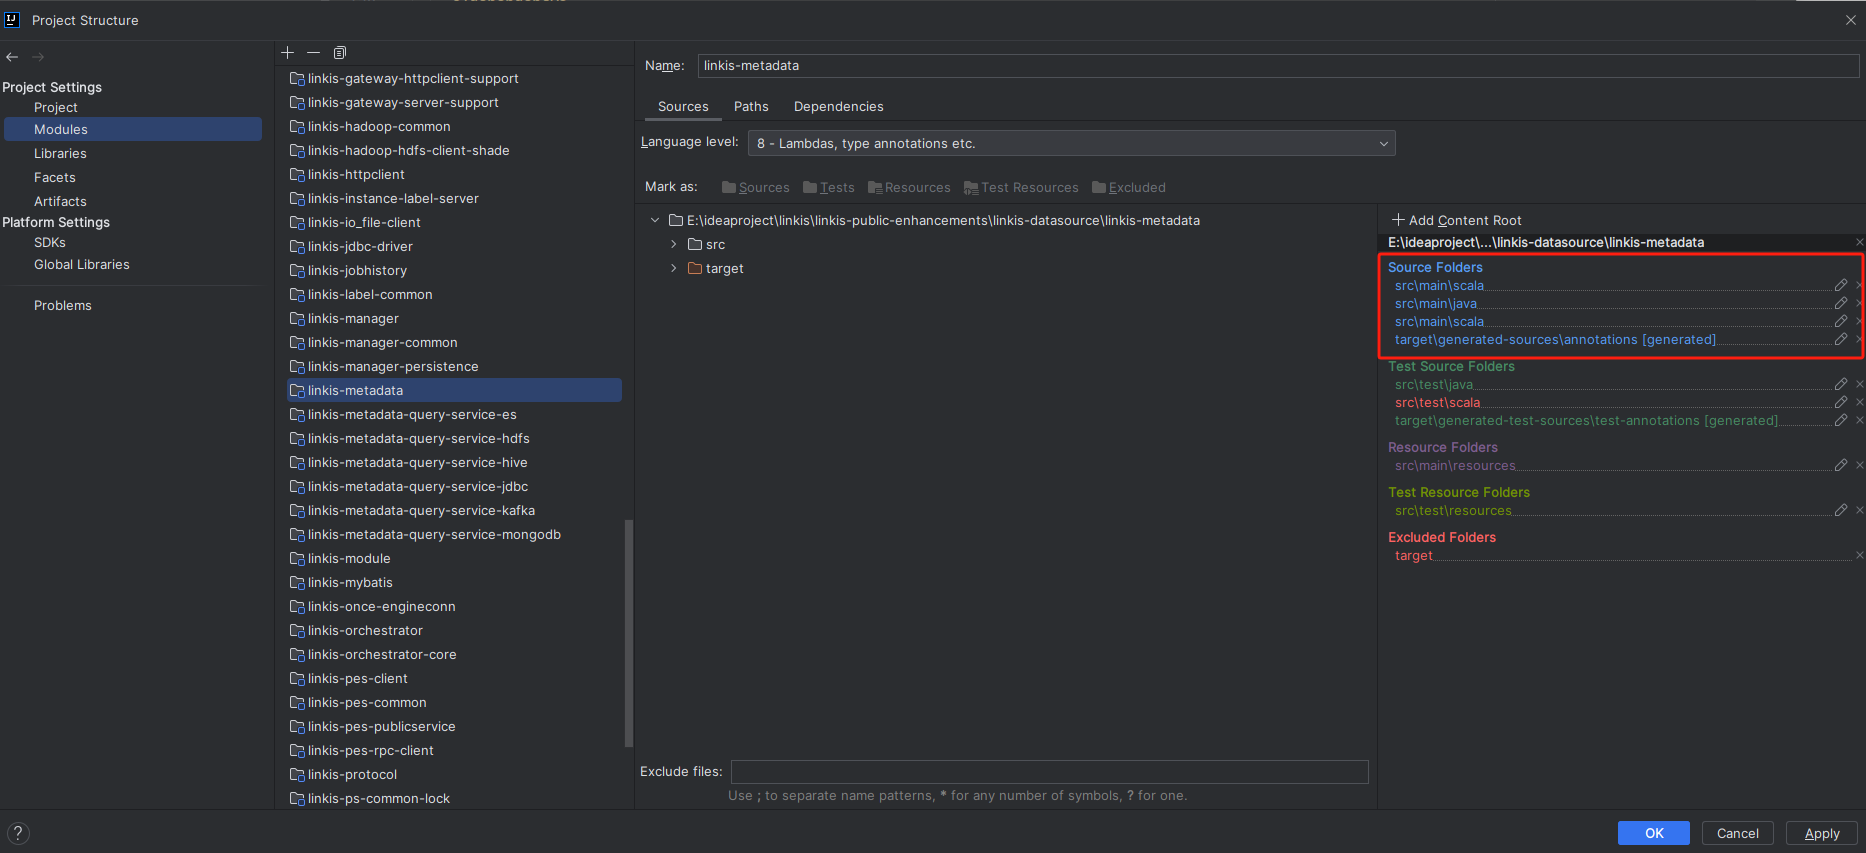 Project Structure
Project Settings
Project
Modules
Libraries
Facets
Artifacts
Platform Settings
SDKs
Global Libraries
Problems
linkis-gateway-httpclient-support
linkis-gateway-server-support
linkis-hadoop-common
linkis-hadoop-hdfs-client-shade
linkis-httpclient
linkis-instance-label-server
linkis-io_file-client
linkis-jdbc-driver
linkis-jobhistory
linkis-label-common
linkis-manager
linkis-manager-common
linkis-manager-persistence
linkis-metadata
linkis-metadata-query-service-es
linkis-metadata-query-service-hdfs
linkis-metadata-query-service-hive
linkis-metadata-query-service-jdbc
linkis-metadata-query-service-kafka
linkis-metadata-query-service-mongodb
linkis-module
linkis-mybatis
linkis-once-engineconn
linkis-orchestrator
linkis-orchestrator-core
linkis-pes-client
linkis-pes-common
linkis-pes-publicservice
linkis-pes-rpc-client
linkis-protocol
linkis-ps-common-lock
Name: linkis-metadata
Sources Paths Dependencies
Language level: 8 - Lambdas, type annotations etc.
Mark as: Sources Tests Resources Test Resources Excluded
E:\ideaproject\linkis\linkis-public-enhancements\linkis-datasource\linkis-metadata
src
target
Exclude files:
Use ; to separate name patterns, * for any number of symbols, ? for one.
+ Add Content Root
E:\ideaproject\...\linkis-datasource\linkis-metadata
Source Folders
src\main\scala
src\main\java
src\main\scala
target\generated-sources\annotations [generated]
Test Source Folders
src\test\java
src\test\scala
target\generated-test-sources\test-annotations [generated]
Resource Folders
src\main\resources
Test Resource Folders
src\test\resources
Excluded Folders
target
? OK Cancel Apply